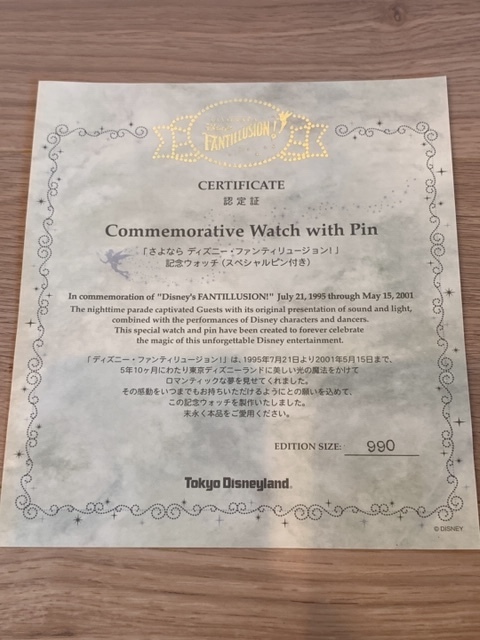 FANTILLUSION!
CERTIFICATE
認定証
Commemorative Watch with Pin
「さよなら ディズニー・ファンティリュージョン!」
記念ウォッチ (スペシャルピン付き)
In commemoration of "Disney's FANTILLUSION!" July 21, 1995 through May 15, 2001
The nighttime parade captivated Guests with its original presentation of sound and light,
combined with the performances of Disney characters and dancers.
This special watch and pin have been created to forever celebrate
the magic of this unforgettable Disney entertainment.
「ディズニー・ファンティリュージョン!」は、1995年7月21日より2001年5月15日まで、
5年10ヶ月にわたり東京ディズニーランドに美しい光の魔法をかけて
ロマンティックな夢を見せてくれました。
その感動をいつまでもお持ちいただけるようにとの願いを込めて、
この記念ウォッチを製作いたしました。
末永く本品をご愛用ください。
EDITION SIZE: 990
Tokyo Disneyland
© DISNEY